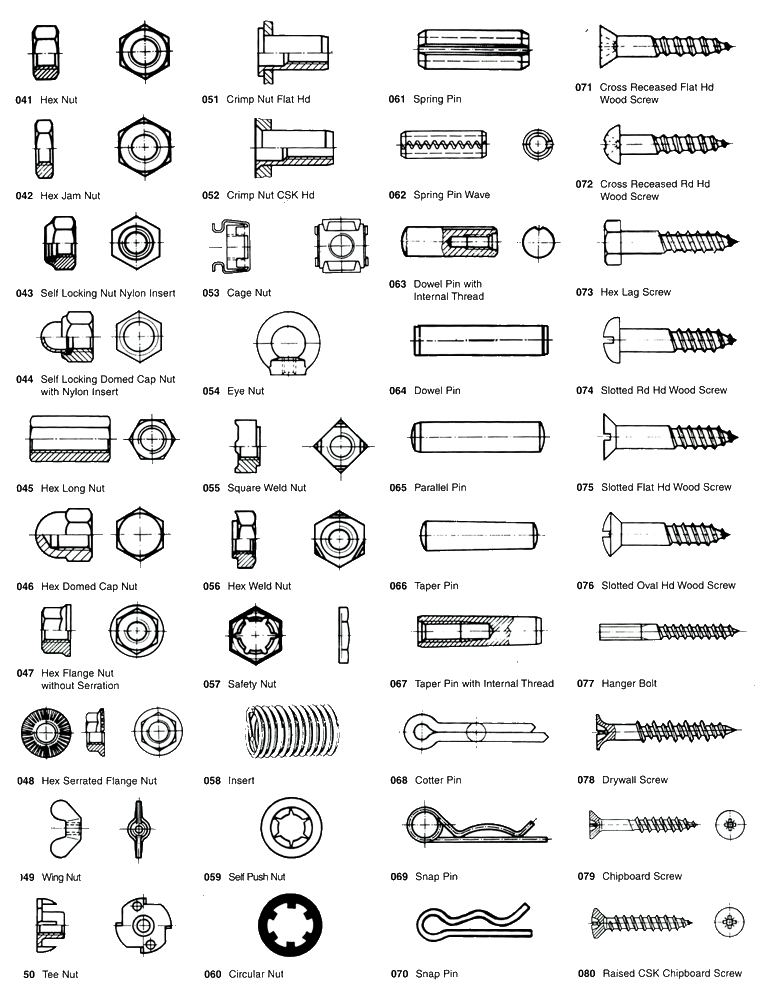 041 Hex Nut
042 Hex Jam Nut
043 Self Locking Nut Nylon Insert
044 Self Locking Domed Cap Nut
with Nylon Insert
045 Hex Long Nut
046 Hex Domed Cap Nut
047 Hex Flange Nut
without Serration
048 Hex Serrated Flange Nut
)49 Wing Nut
50 Tee Nut
051 Crimp Nut Flat Hd
052 Crimp Nut CSK Hd
053 Cage Nut
054 Eye Nut
055 Square Weld Nut
056 Hex Weld Nut
057 Safety Nut
058 Insert
059 Self Push Nut
060 Circular Nut
061 Spring Pin
062 Spring Pin Wave
063 Dowel Pin with
Internal Thread
064 Dowel Pin
065 Parallel Pin
066 Taper Pin
067 Taper Pin with Internal Thread
068 Cotter Pin
069 Snap Pin
070 Snap Pin
071 Cross Receased Flat Hd
Wood Screw
072 Cross Receased Rd Hd
Wood Screw
073 Hex Lag Screw
074 Slotted Rd Hd Wood Screw
075 Slotted Flat Hd Wood Screw
076 Slotted Oval Hd Wood Screw
077 Hanger Bolt
078 Drywall Screw
079 Chipboard Screw
080 Raised CSK Chipboard Screw